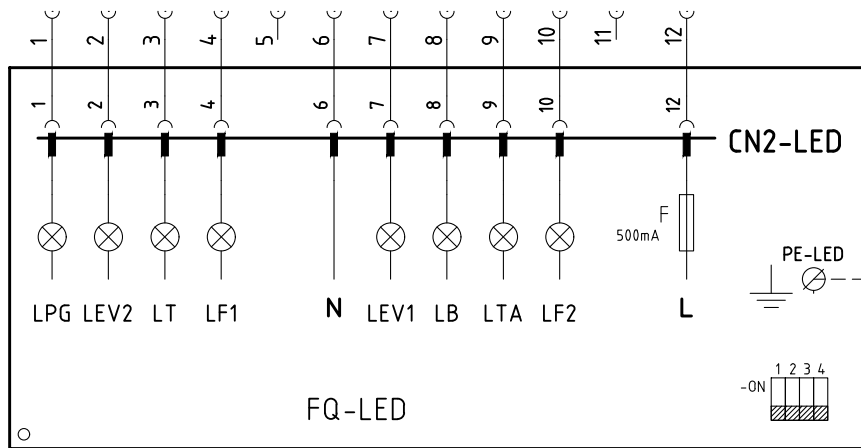 1 2 3 4 5 6 7 8 9 10 11 12
1 2 3 4 6 7 8 9 10 12
CN2-LED
F
500mA
PE-LED
LPG LEV2 LT LF1 N LEV1 LB LTA LF2 L
1 2 3 4
-ON
FQ-LED